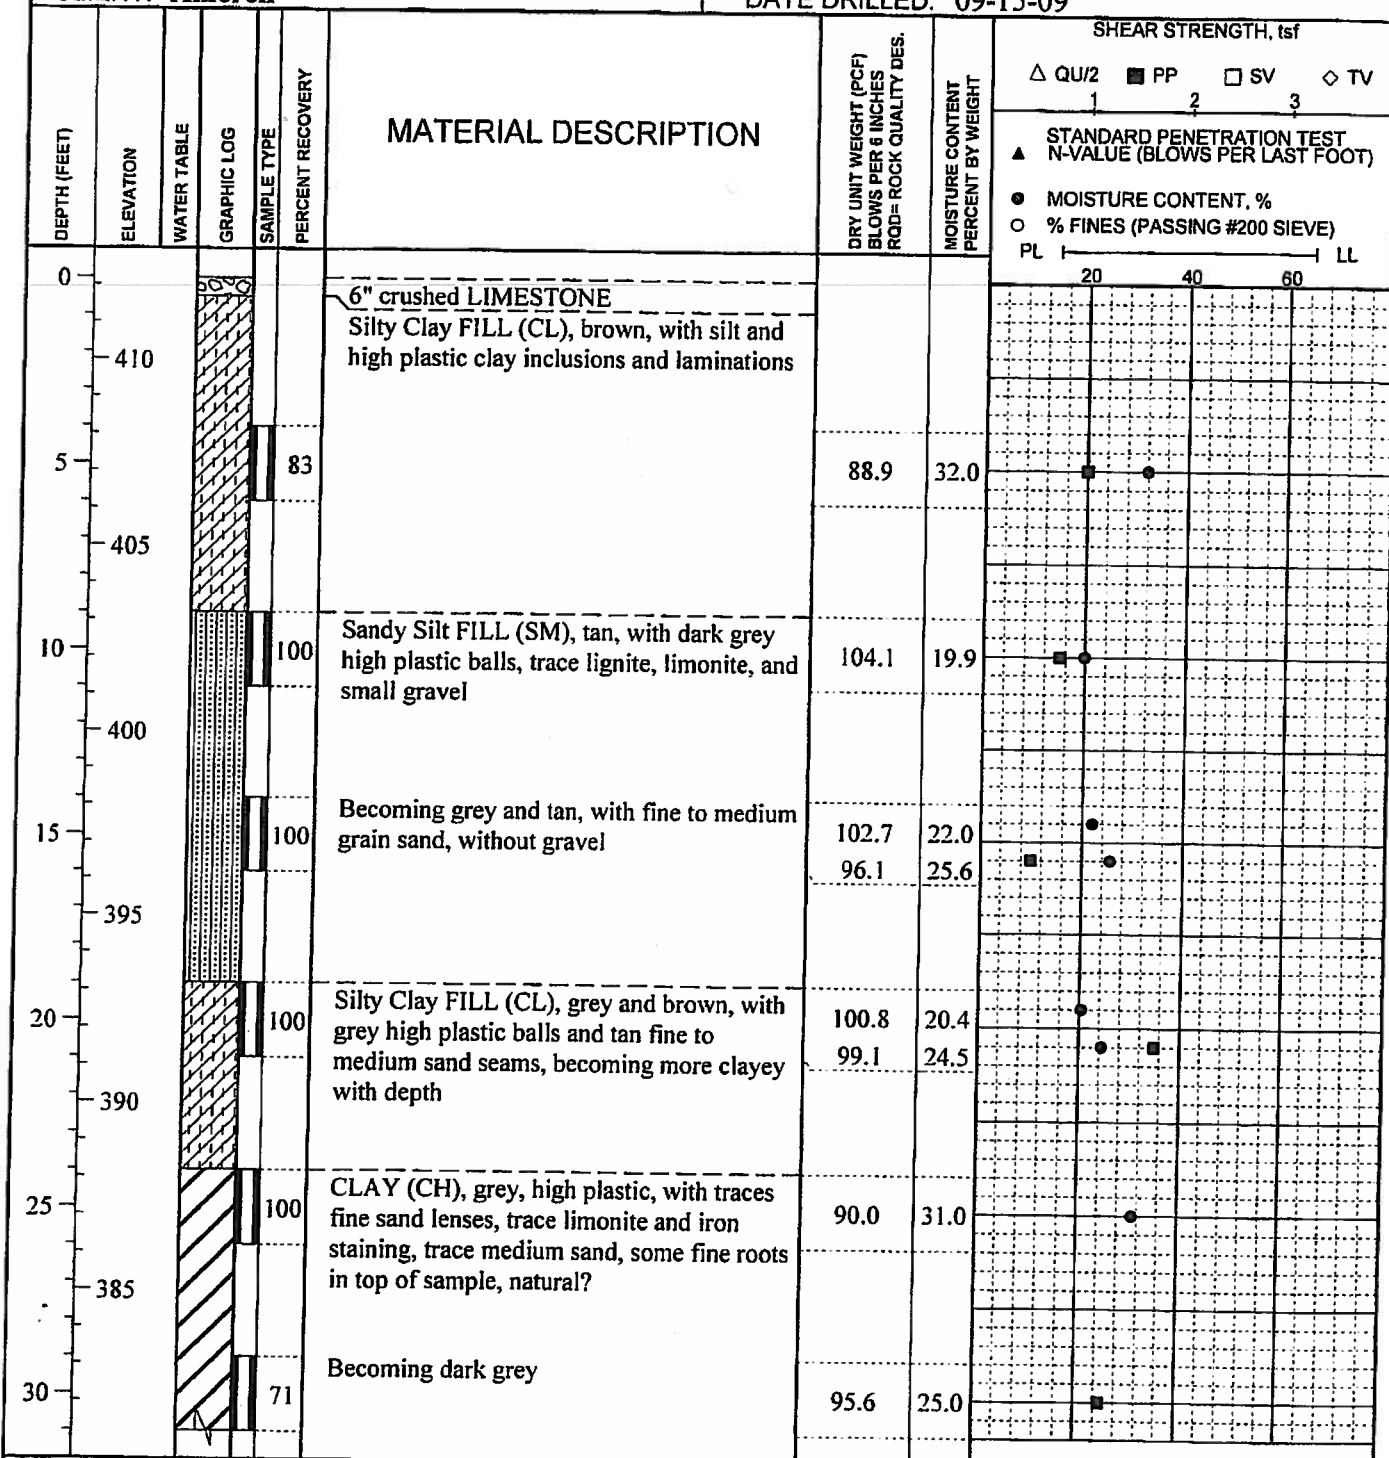 DATE DRILLED: 09-15-09
DEPTH (FEET)
ELEVATION
WATER TABLE
GRAPHIC LOG
SAMPLE TYPE
PERCENT RECOVERY
MATERIAL DESCRIPTION
DRY UNIT WEIGHT (PCF)
BLOWS PER 6 INCHES
RQD= ROCK QUALITY DES.
MOISTURE CONTENT
PERCENT BY WEIGHT
SHEAR STRENGTH, tsf
△ QU/2 ■ PP □ SV ◇ TV
1 2 3
STANDARD PENETRATION TEST
▲ N-VALUE (BLOWS PER LAST FOOT)
● MOISTURE CONTENT, %
○ % FINES (PASSING #200 SIEVE)
PL LL
20 40 60
0
6" crushed LIMESTONE
Silty Clay FILL (CL), brown, with silt and
410 high plastic clay inclusions and laminations
5 83 88.9 32.0
405
Sandy Silt FILL (SM), tan, with dark grey
10 100 high plastic balls, trace lignite, limonite, and 104.1 19.9
small gravel
400
Becoming grey and tan, with fine to medium
15 100 grain sand, without gravel 102.7 22.0
96.1 25.6
395
Silty Clay FILL (CL), grey and brown, with
20 100 grey high plastic balls and tan fine to 100.8 20.4
medium sand seams, becoming more clayey 99.1 24.5
390 with depth
CLAY (CH), grey, high plastic, with traces
25 100 fine sand lenses, trace limonite and iron 90.0 31.0
staining, trace medium sand, some fine roots
385 in top of sample, natural?
Becoming dark grey
30 71 95.6 25.0